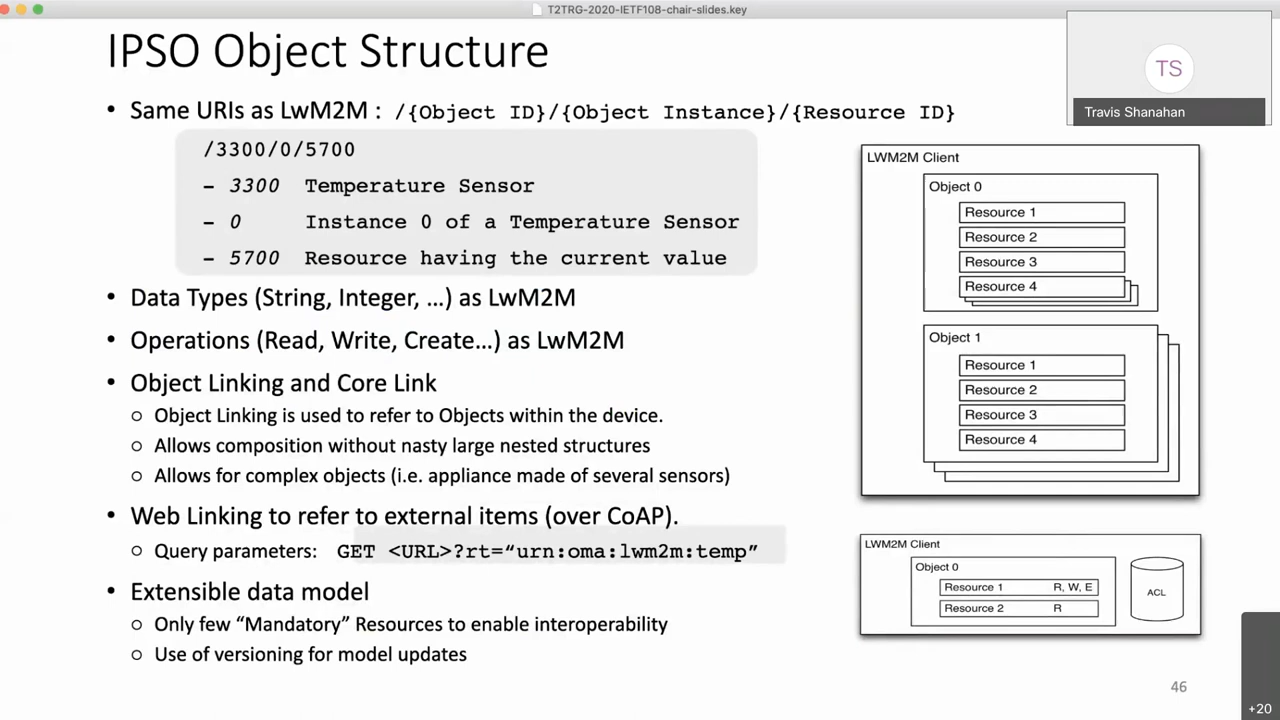 T2TRG-2020-IETF108-chair-slides.key
IPSO Object Structure
TS
Travis Shanahan
• Same URIs as LwM2M : /{Object ID}/{Object Instance}/{Resource ID}
/3300/0/5700
– 3300 Temperature Sensor
– 0 Instance 0 of a Temperature Sensor
– 5700 Resource having the current value
• Data Types (String, Integer, …) as LwM2M
• Operations (Read, Write, Create…) as LwM2M
• Object Linking and Core Link
○ Object Linking is used to refer to Objects within the device.
○ Allows composition without nasty large nested structures
○ Allows for complex objects (i.e. appliance made of several sensors)
• Web Linking to refer to external items (over CoAP).
○ Query parameters: GET <URL>?rt=“urn:oma:lwm2m:temp”
• Extensible data model
○ Only few “Mandatory” Resources to enable interoperability
○ Use of versioning for model updates
LWM2M Client
Object 0
Resource 1
Resource 2
Resource 3
Resource 4
Object 1
Resource 1
Resource 2
Resource 3
Resource 4
LWM2M Client
Object 0
Resource 1 R, W, E
Resource 2 R
ACL
46
+20